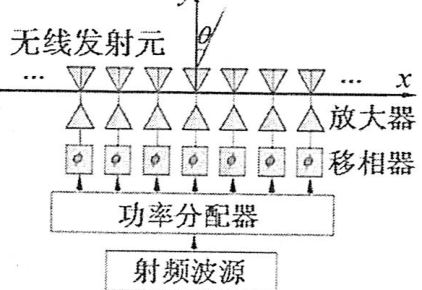 θ
无线发射元
... ... x
放大器
ϕ ϕ ϕ ϕ ϕ ϕ ϕ 移相器
功率分配器
射频波源